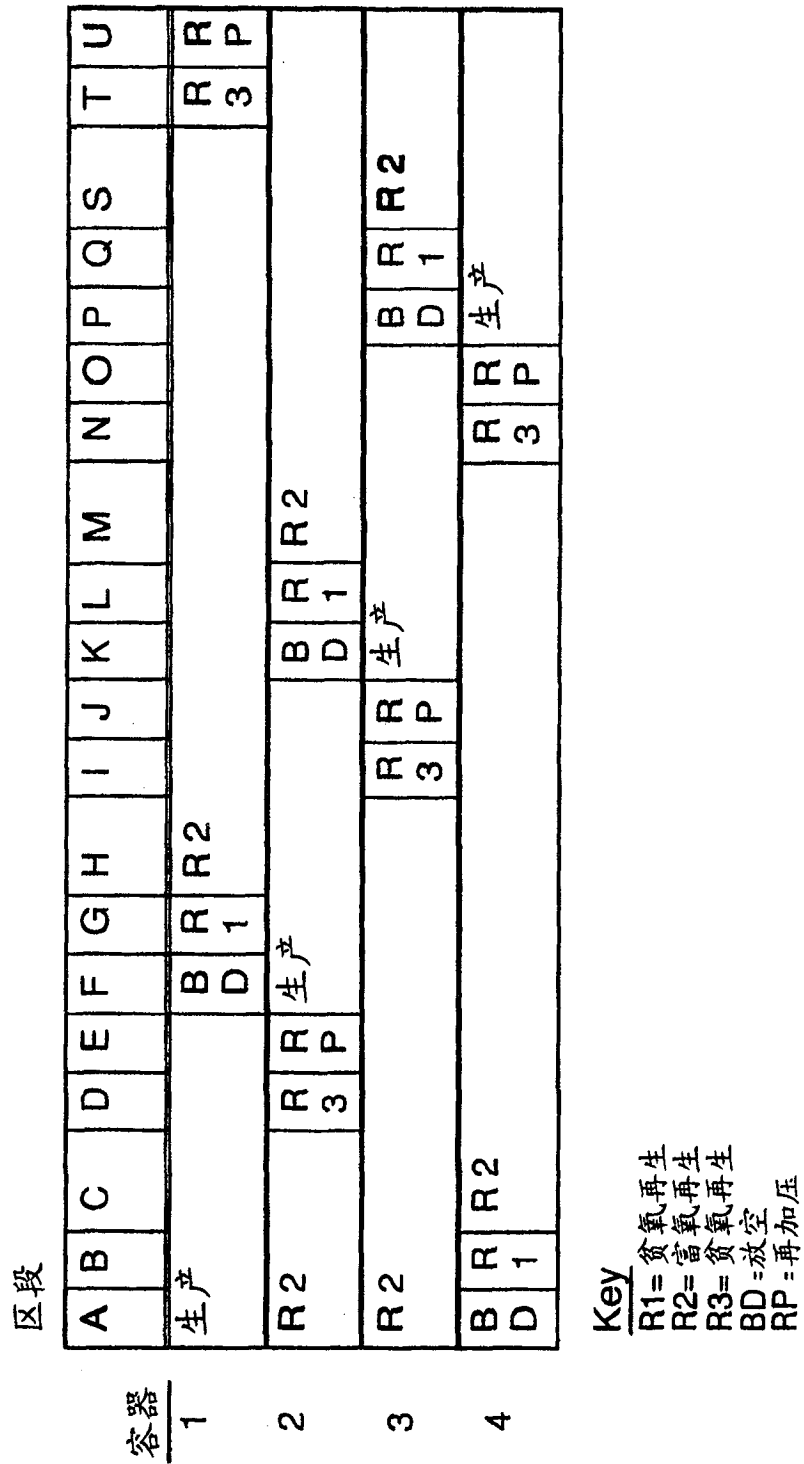 区段
容器
A B C D E F G H I J K L M N O P Q S T U
1 生产 BD R1 R2 R3 RP
2 R2 R3 RP 生产 BD R1 R2
3 R2 R3 RP 生产 BD R1 R2
4 BD R1 R2 R3 RP 生产
Key
R1=贫氧再生
R2=富氧再生
R3=贫氧再生
BD=放空
RP=再加压